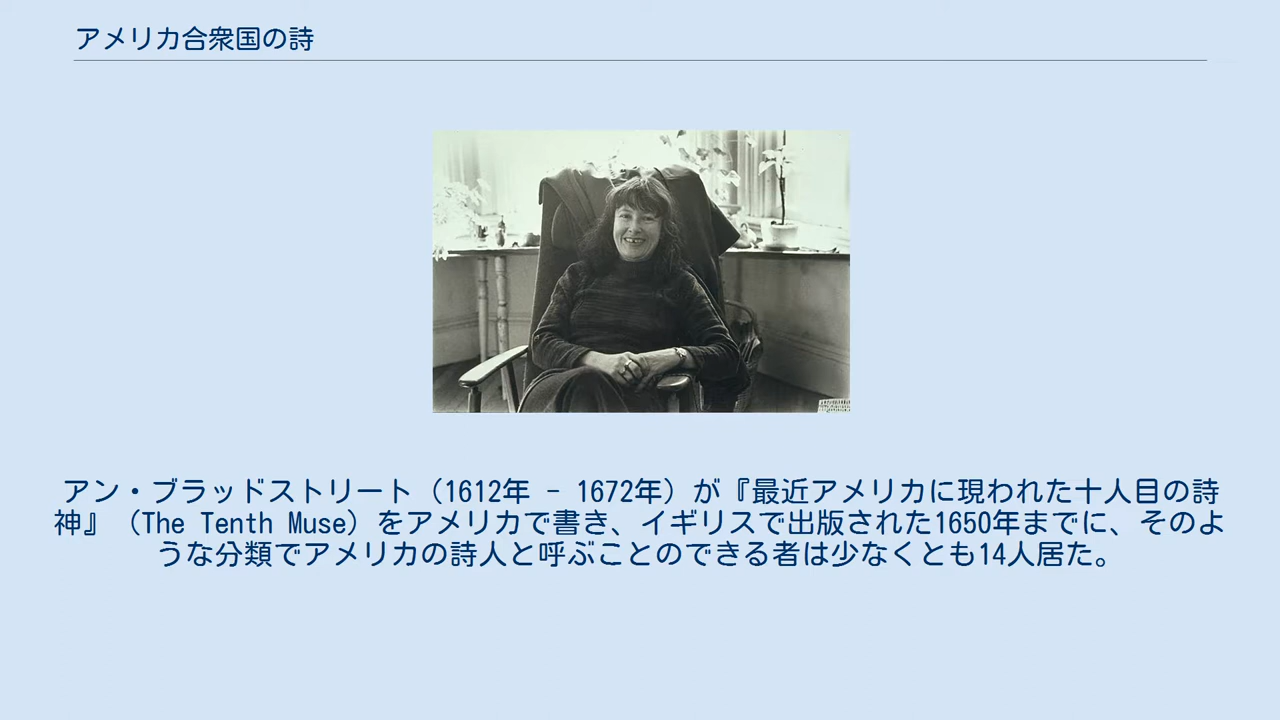 アメリカ合衆国の詩
アン・ブラッドストリート（1612年 - 1672年）が『最近アメリカに現われた十人目の詩
神』（The Tenth Muse）をアメリカで書き、イギリスで出版された1650年までに、そのよ
うな分類でアメリカの詩人と呼ぶことのできる者は少なくとも14人居た。